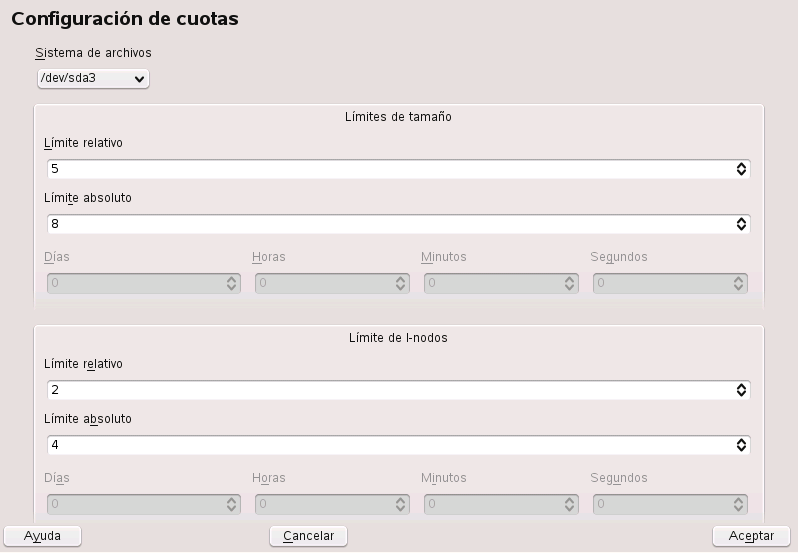 Configuración de cuotas
Sistema de archivos
/dev/sda3
Límites de tamaño
Límite relativo
5
Límite absoluto
8
Días Horas Minutos Segundos
0 0 0 0
Límite de I-nodos
Límite relativo
2
Límite absoluto
4
Días Horas Minutos Segundos
0 0 0 0
Ayuda Cancelar Aceptar